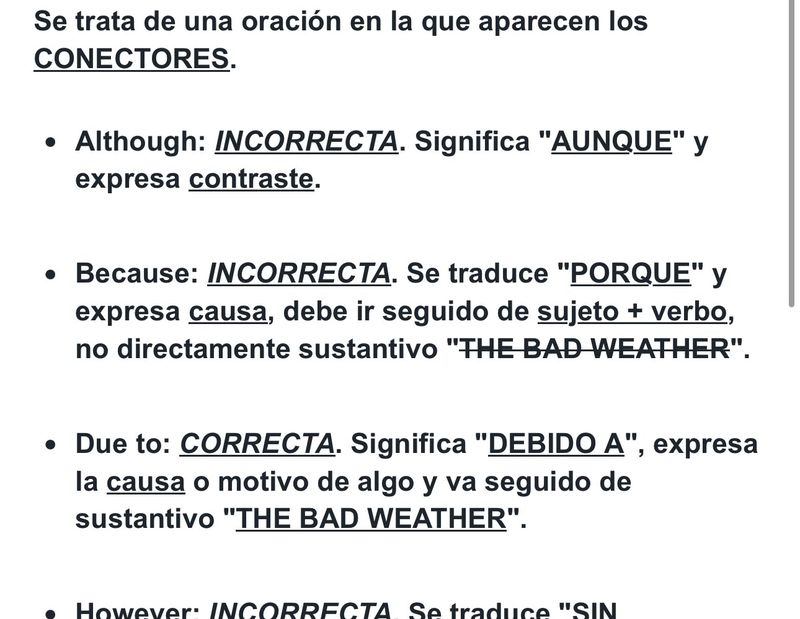 Se trata de una oración en la que aparecen los
CONECTORES.
• Although: INCORRECTA. Significa "AUNQUE" y
expresa contraste.
• Because: INCORRECTA. Se traduce "PORQUE" y
expresa causa, debe ir seguido de sujeto + verbo,
no directamente sustantivo "THE BAD WEATHER".
• Due to: CORRECTA. Significa "DEBIDO A", expresa
la causa o motivo de algo y va seguido de
sustantivo "THE BAD WEATHER".
• However: INCORRECTA. Se traduce "SIN